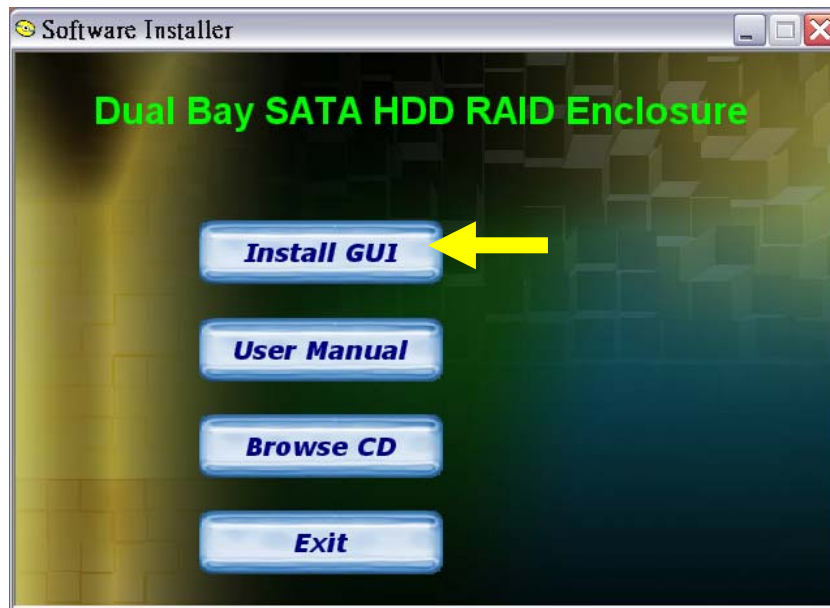 Software Installer
Dual Bay SATA HDD RAID Enclosure
Install GUI
User Manual
Browse CD
Exit